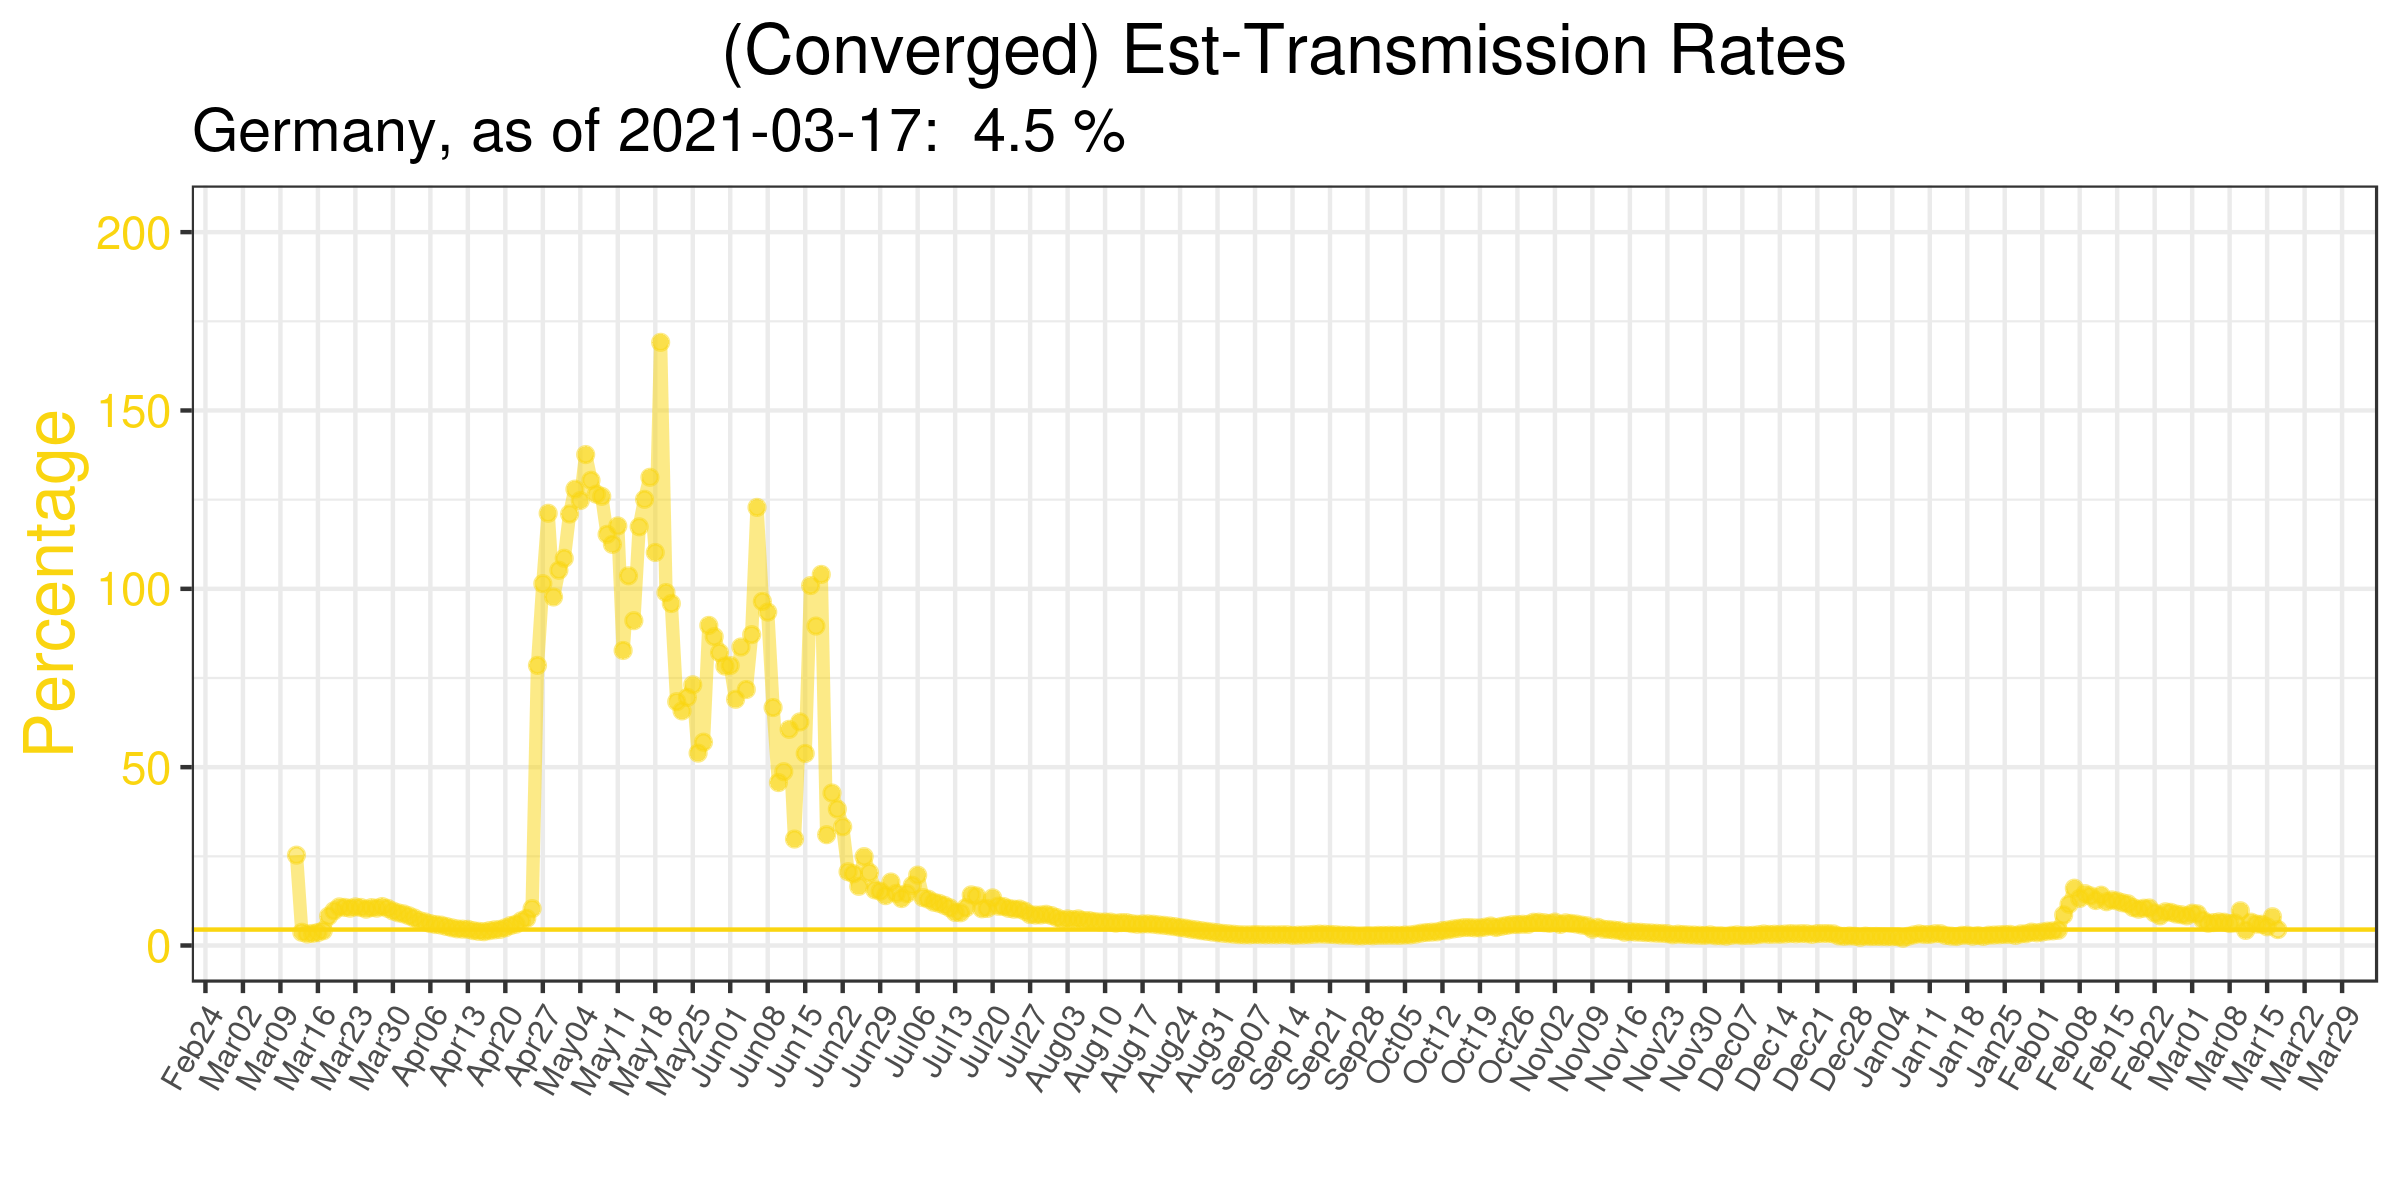 (Converged) Est-Transmission Rates
Germany, as of 2021-03-17:  4.5 %
Percentage
200
150
100
50
0
Feb24
Mar02
Mar09
Mar16
Mar23
Mar30
Apr06
Apr13
Apr20
Apr27
May04
May11
May18
May25
Jun01
Jun08
Jun15
Jun22
Jun29
Jul06
Jul13
Jul20
Jul27
Aug03
Aug10
Aug17
Aug24
Aug31
Sep07
Sep14
Sep21
Sep28
Oct05
Oct12
Oct19
Oct26
Nov02
Nov09
Nov16
Nov23
Nov30
Dec07
Dec14
Dec21
Dec28
Jan04
Jan11
Jan18
Jan25
Feb01
Feb08
Feb15
Feb22
Mar01
Mar08
Mar15
Mar22
Mar29